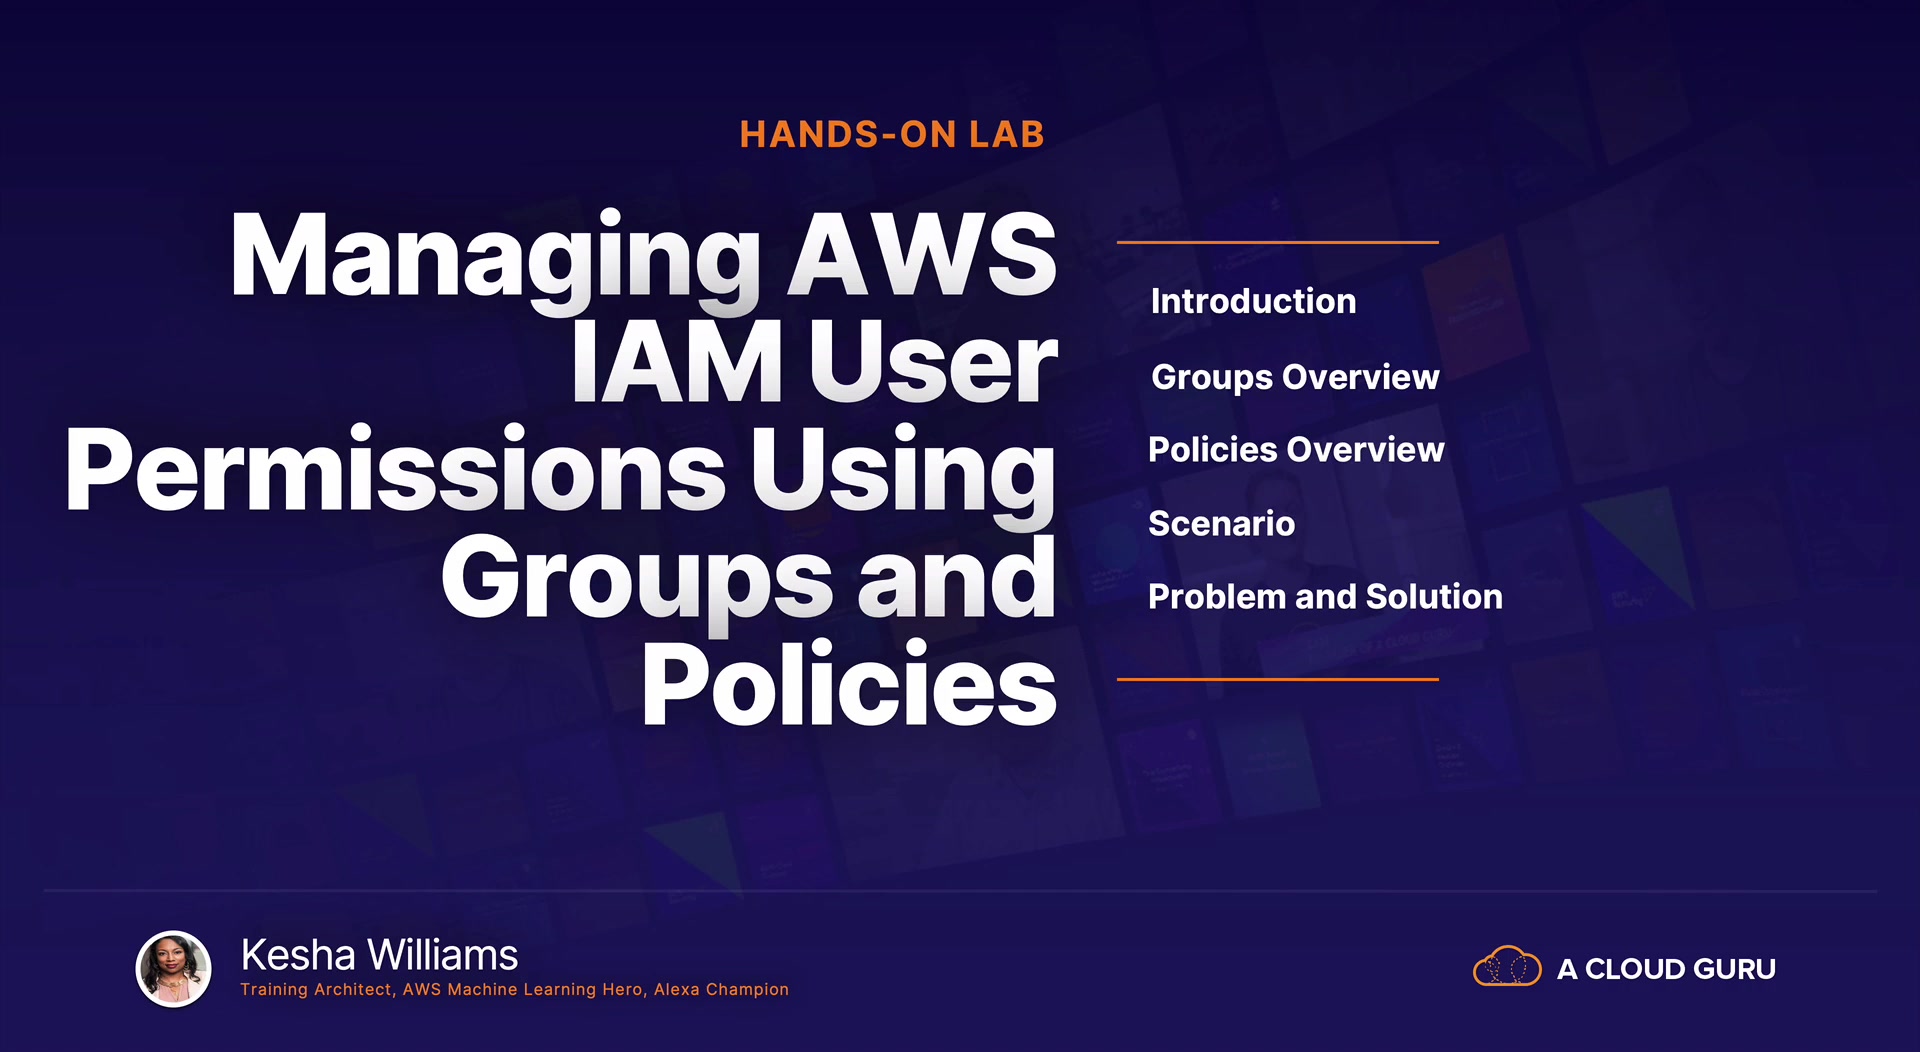 HANDS-ON LAB
Managing AWS
IAM User
Permissions Using
Groups and
Policies
Introduction
Groups Overview
Policies Overview
Scenario
Problem and Solution
Kesha Williams
Training Architect, AWS Machine Learning Hero, Alexa Champion
A CLOUD GURU